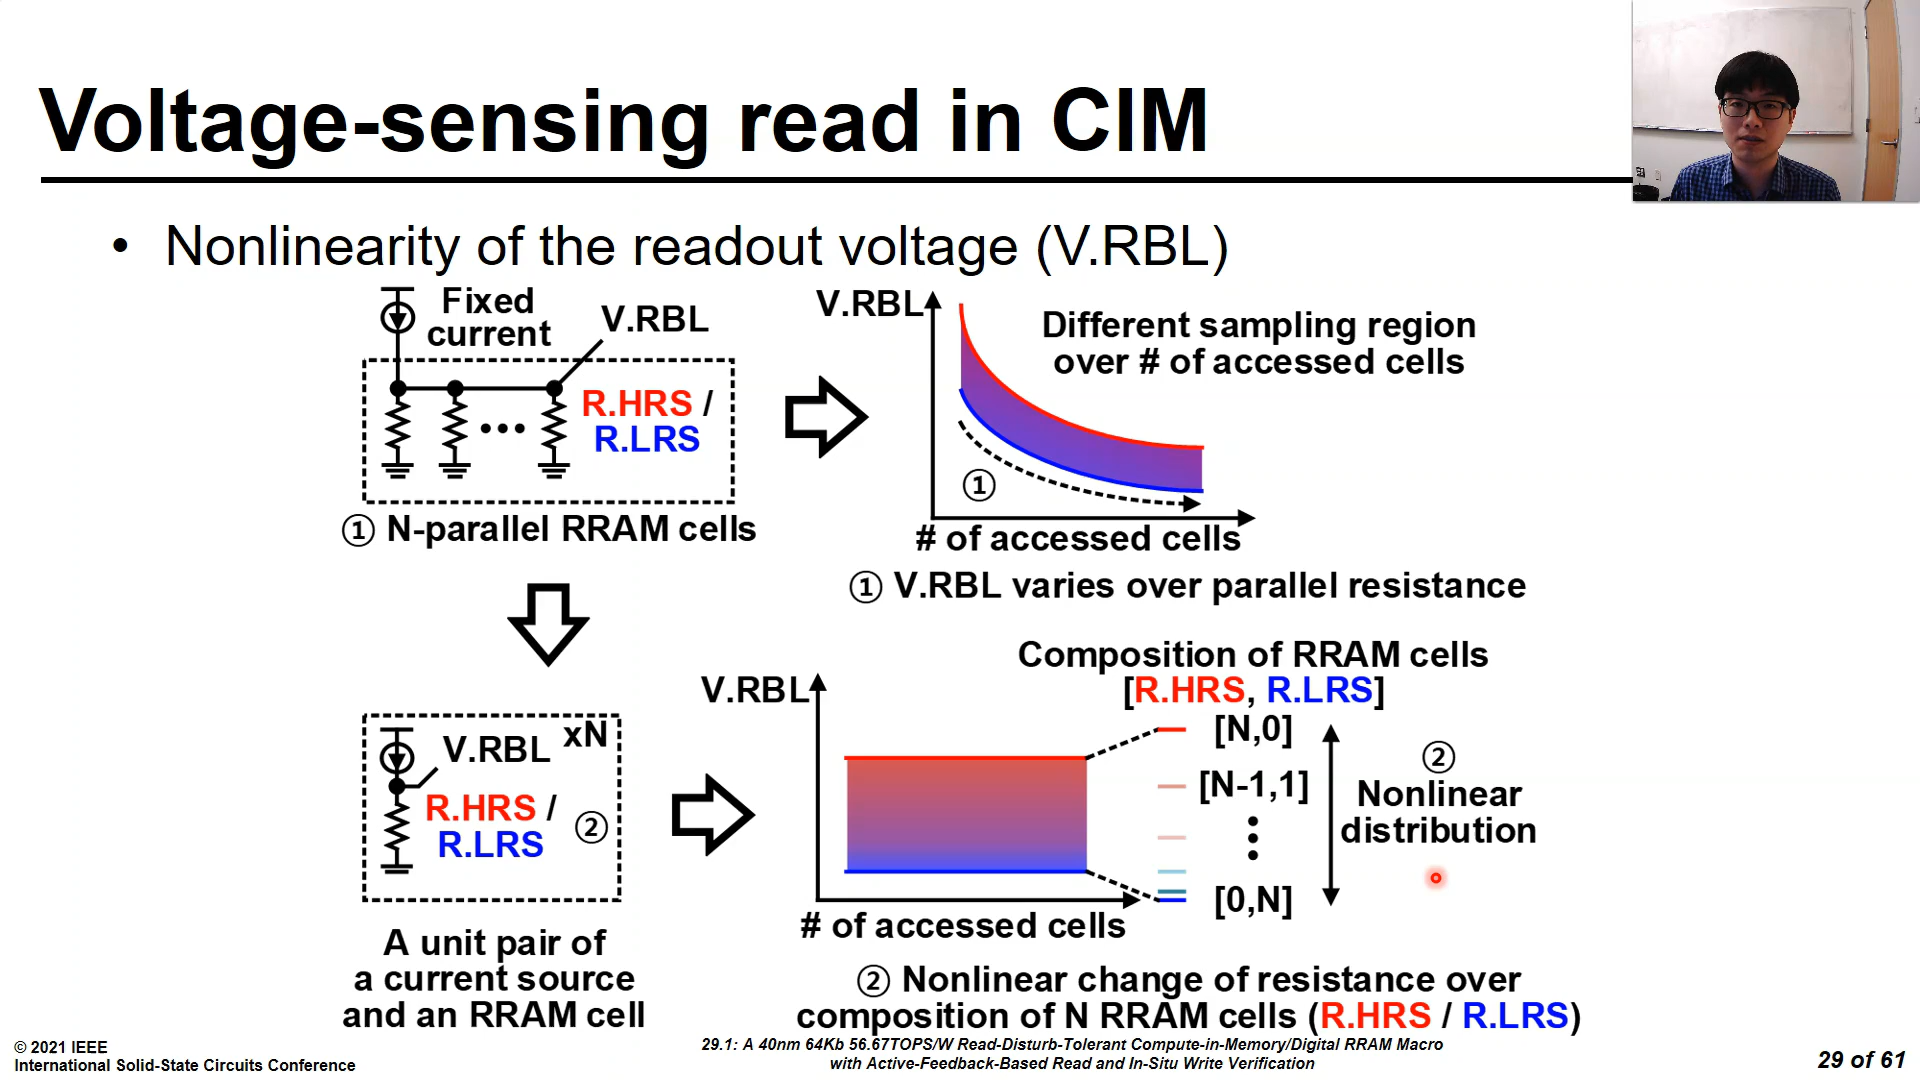 Voltage-sensing read in CIM
• Nonlinearity of the readout voltage (V.RBL)
Fixed
current
V.RBL
R.HRS /
R.LRS
① N-parallel RRAM cells
V.RBL
Different sampling region
over # of accessed cells
①
# of accessed cells
① V.RBL varies over parallel resistance
V.RBL
xN
R.HRS /
R.LRS
②
A unit pair of
a current source
and an RRAM cell
V.RBL
# of accessed cells
Composition of RRAM cells
[R.HRS, R.LRS]
[N,0]
[N-1,1]
[0,N]
②
Nonlinear
distribution
② Nonlinear change of resistance over
composition of N RRAM cells (R.HRS / R.LRS)
© 2021 IEEE
International Solid-State Circuits Conference
29.1: A 40nm 64Kb 56.67TOPS/W Read-Disturb-Tolerant Compute-in-Memory/Digital RRAM Macro
with Active-Feedback-Based Read and In-Situ Write Verification
29 of 61